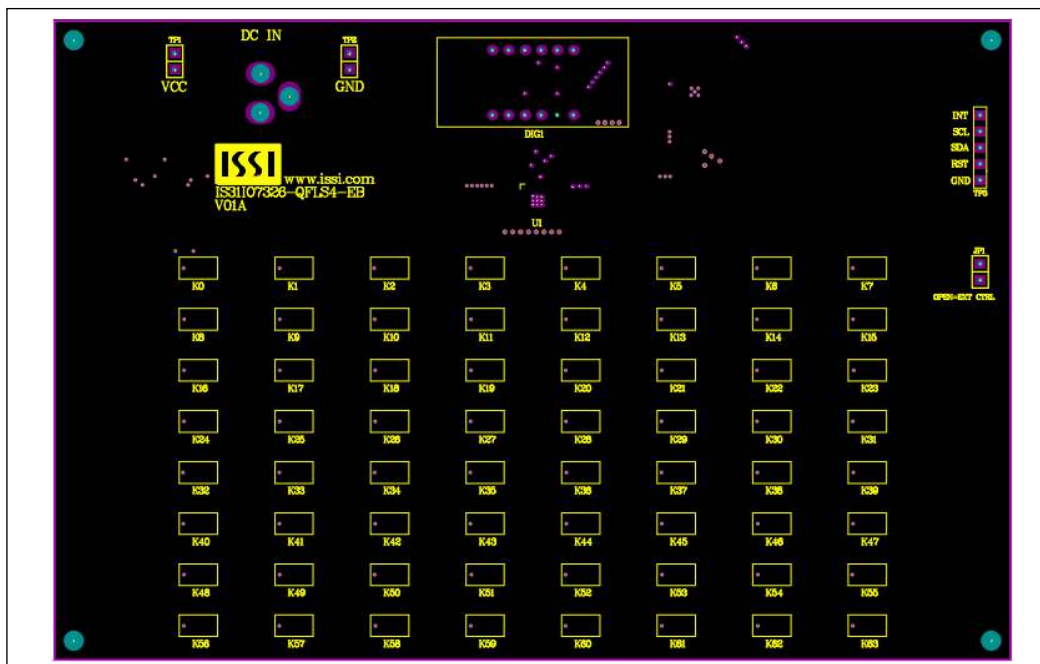 TP1 DC IN TP2
VCC GND
DIG1
INT
SCL
SDA
RST
GND
TP5
ISSI
www.issi.com
IS31IO7326-QFLS4-EB
V01A
U1
JP1
OPEN=EXT CTRL
K0 K1 K2 K3 K4 K5 K6 K7
K8 K9 K10 K11 K12 K13 K14 K15
K16 K17 K18 K19 K20 K21 K22 K23
K24 K25 K26 K27 K28 K29 K30 K31
K32 K33 K34 K35 K36 K37 K38 K39
K40 K41 K42 K43 K44 K45 K46 K47
K48 K49 K50 K51 K52 K53 K54 K55
K56 K57 K58 K59 K60 K61 K62 K63